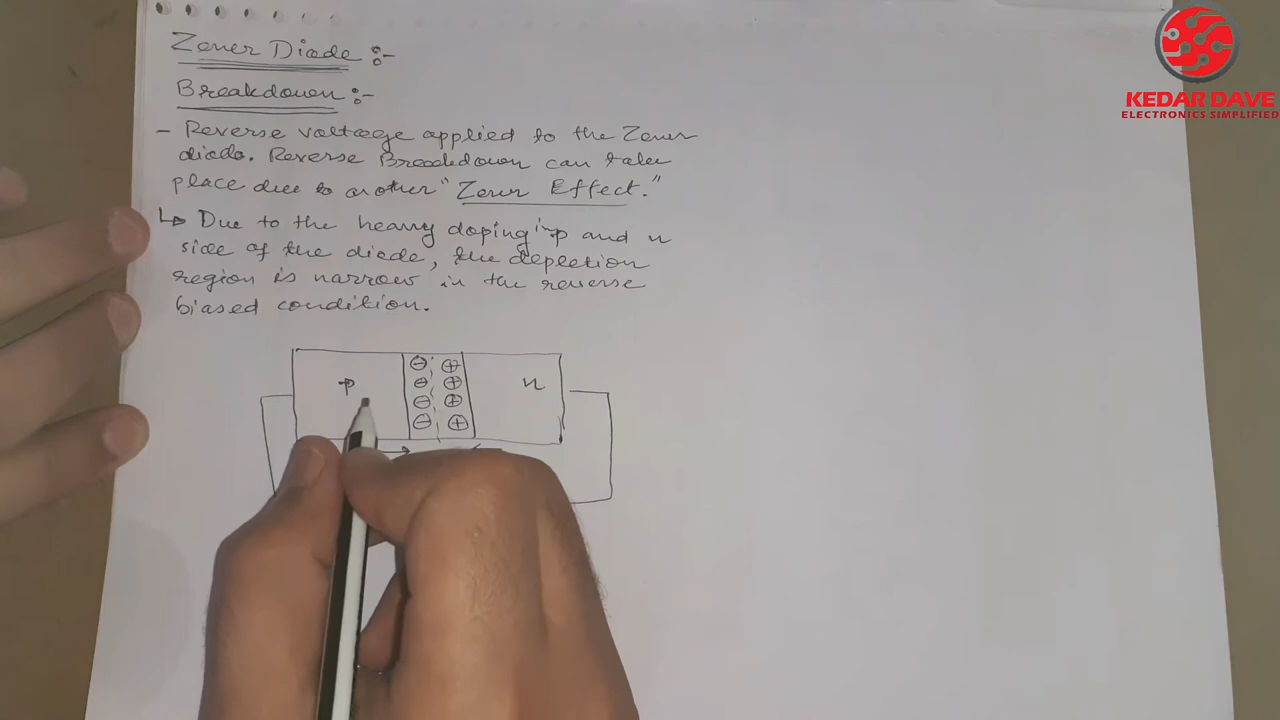 Zener Diode :-
Breakdown :-
- Reverse voltage applied to the Zener
diode. Reverse Breakdown can take
place due to another "Zener Effect."
↳ Due to the heavy doping in p and n
side of the diode, the depletion
region is narrow in the reverse
biased condition.
p - + n
- +
- +
- +
KEDAR DAVE
ELECTRONICS SIMPLIFIED